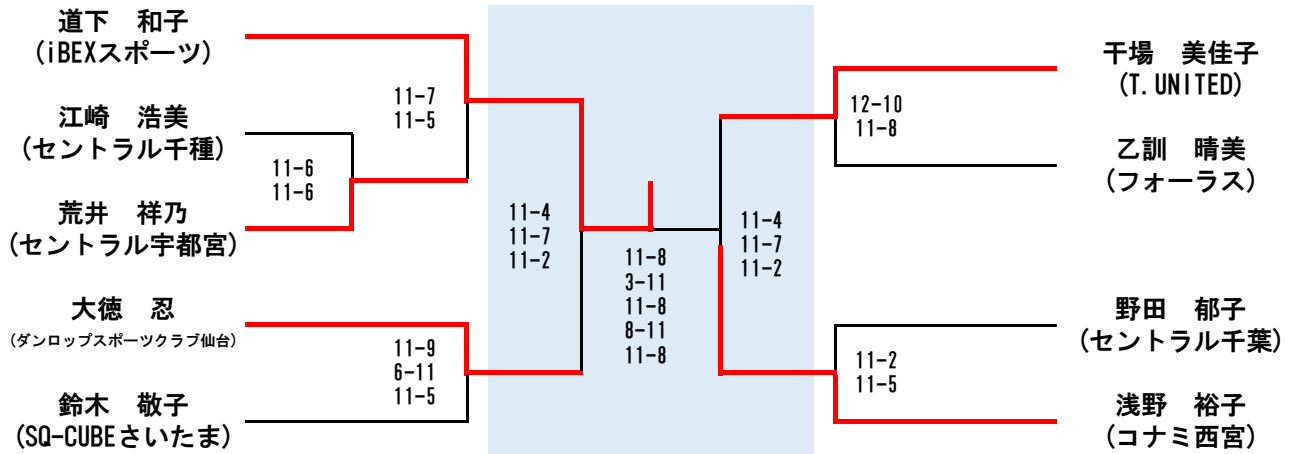 道下　和子
(iBEXスポーツ)
江崎　浩美
(セントラル千種)
荒井　祥乃
(セントラル宇都宮)
大徳　忍
(ダンロップスポーツクラブ仙台)
鈴木　敬子
(SQ-CUBEさいたま)
11-7
11-5
11-6
11-6
11-9
6-11
11-5
11-4
11-7
11-2
11-8
3-11
11-8
8-11
11-8
11-4
11-7
11-2
12-10
11-8
11-2
11-5
干場　美佳子
(T.UNITED)
乙訓　晴美
(フォーラス)
野田　郁子
(セントラル千葉)
浅野　裕子
(コナミ西宮)